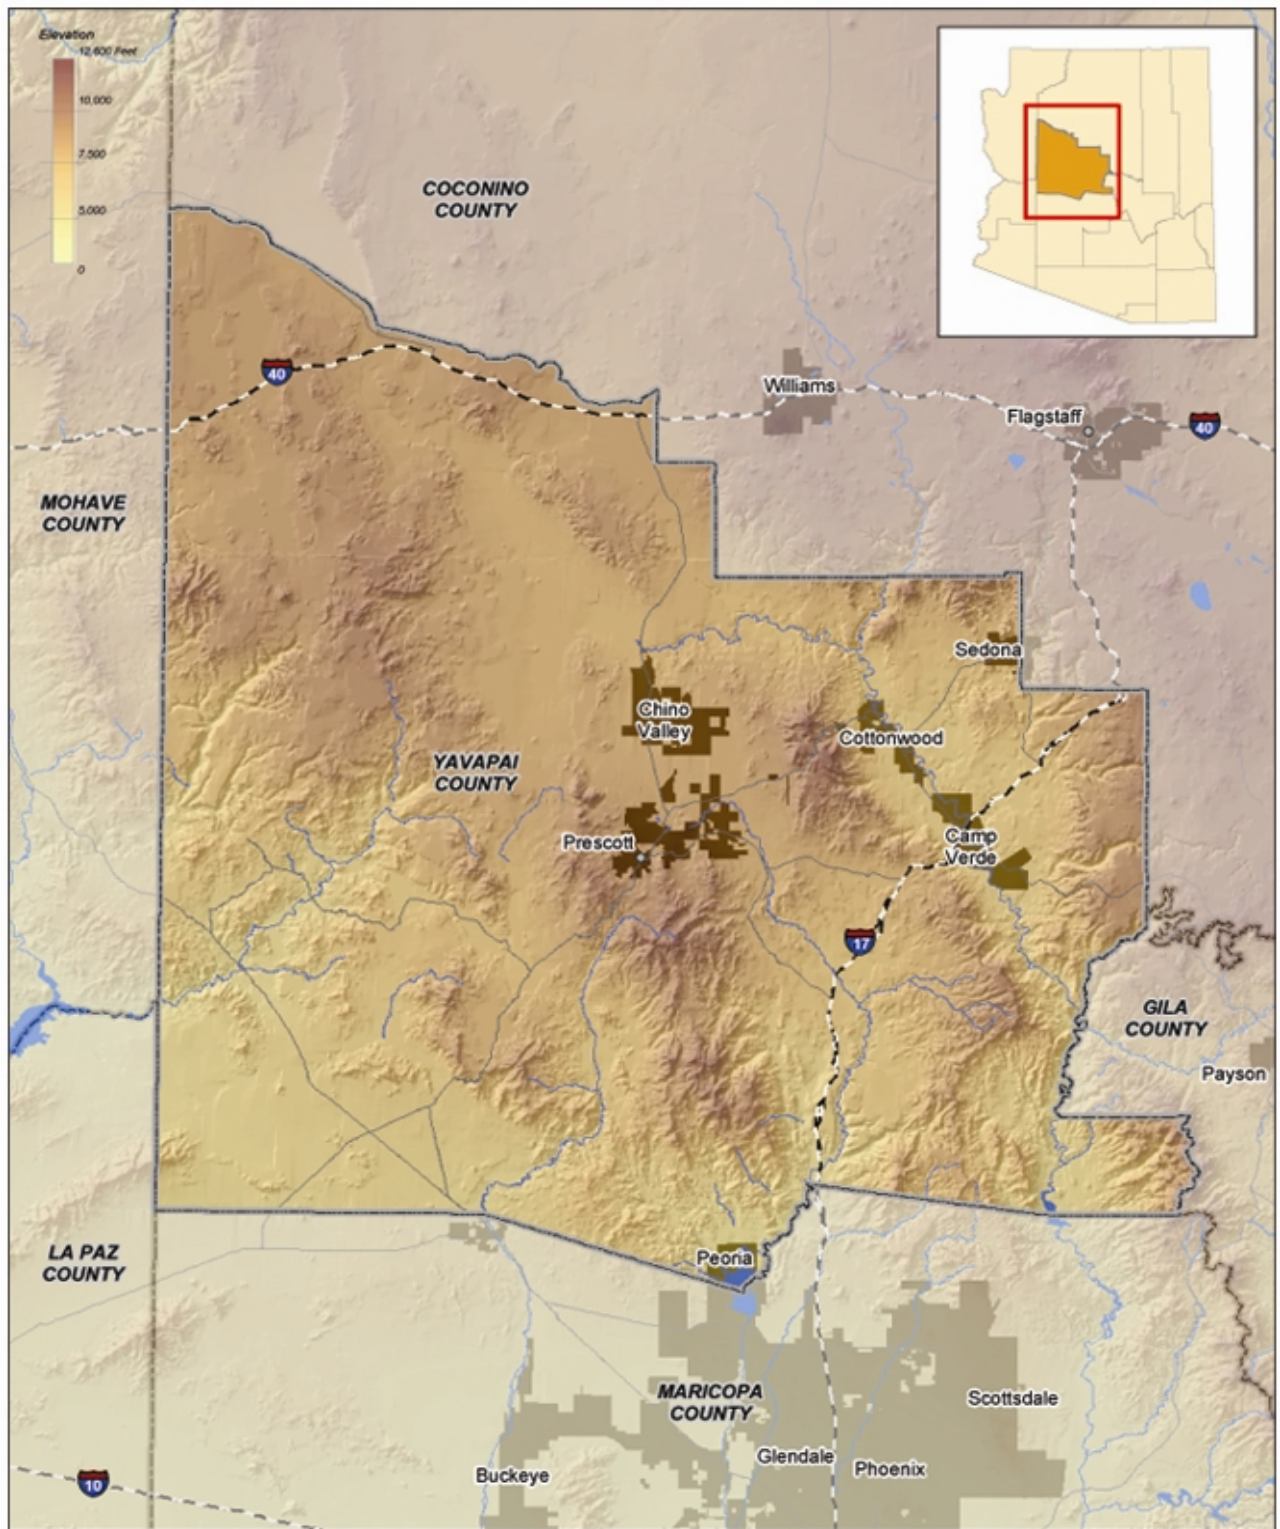 Elevation
12,600 Feet
10,000
7,500
5,000
0
COCONINO
COUNTY
40
Williams
Flagstaff
40
MOHAVE
COUNTY
Sedona
Chino
Valley
Cottonwood
YAVAPAI
COUNTY
Prescott
Camp
Verde
17
GILA
COUNTY
Payson
LA PAZ
COUNTY
Peoria
MARICOPA
COUNTY
Scottsdale
Glendale
Phoenix
Buckeye
10